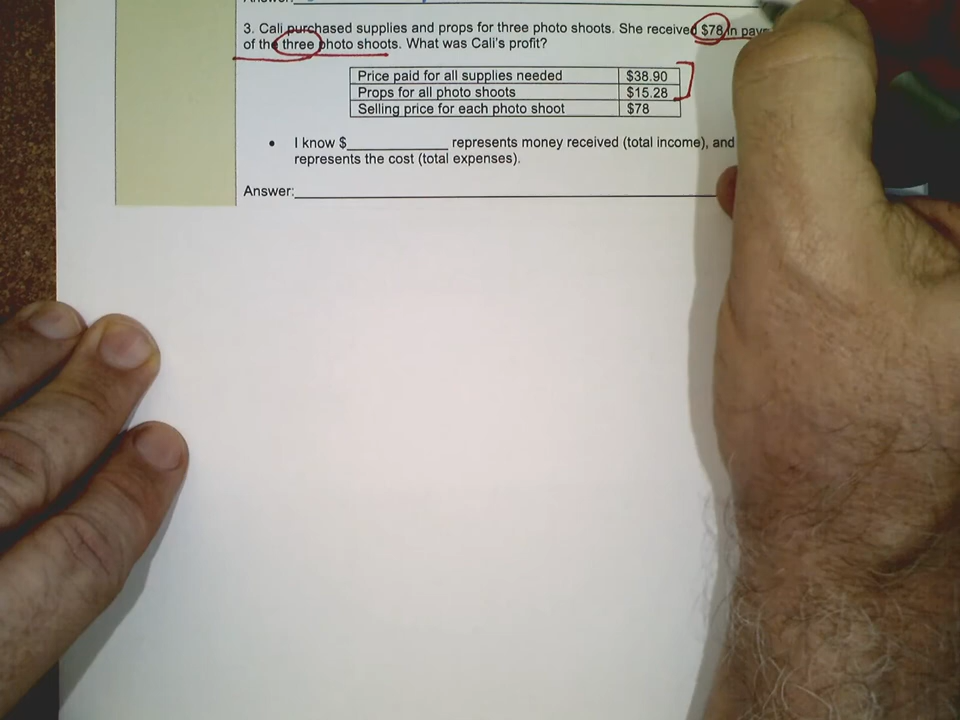 3. Cali purchased supplies and props for three photo shoots. She received $78 in
of the three photo shoots. What was Cali's profit?
Price paid for all supplies needed $38.90
Props for all photo shoots $15.28
Selling price for each photo shoot $78
• I know $____________ represents money received (total income), and
represents the cost (total expenses).
Answer: